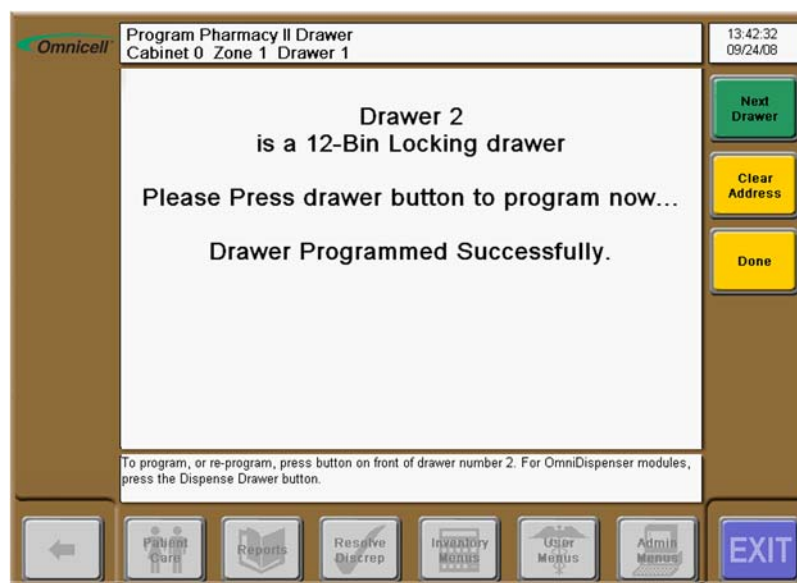 Omnicell
Program Pharmacy II Drawer
Cabinet 0 Zone 1 Drawer 1
13:42:32
09/24/08
Drawer 2
is a 12-Bin Locking drawer
Please Press drawer button to program now...
Drawer Programmed Successfully.
Next
Drawer
Clear
Address
Done
To program, or re-program, press button on front of drawer number 2. For OmniDispenser modules,
press the Dispense Drawer button.
Patient
Care
Reports
Resolve
Discrep
Inventory
Menus
User
Menus
Admin
Menus
EXIT